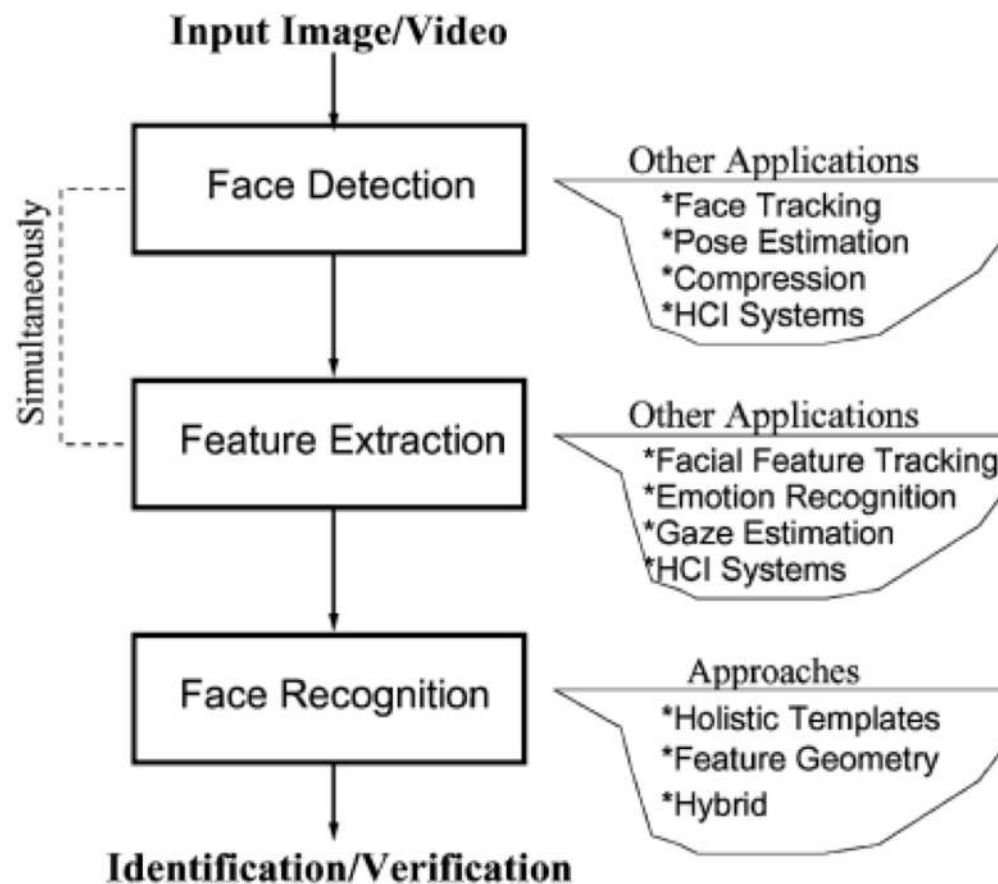 Input Image/Video
Face Detection
Other Applications
*Face Tracking
*Pose Estimation
*Compression
*HCI Systems
Simultaneously
Feature Extraction
Other Applications
*Facial Feature Tracking
*Emotion Recognition
*Gaze Estimation
*HCI Systems
Face Recognition
Approaches
*Holistic Templates
*Feature Geometry
*Hybrid
Identification/Verification